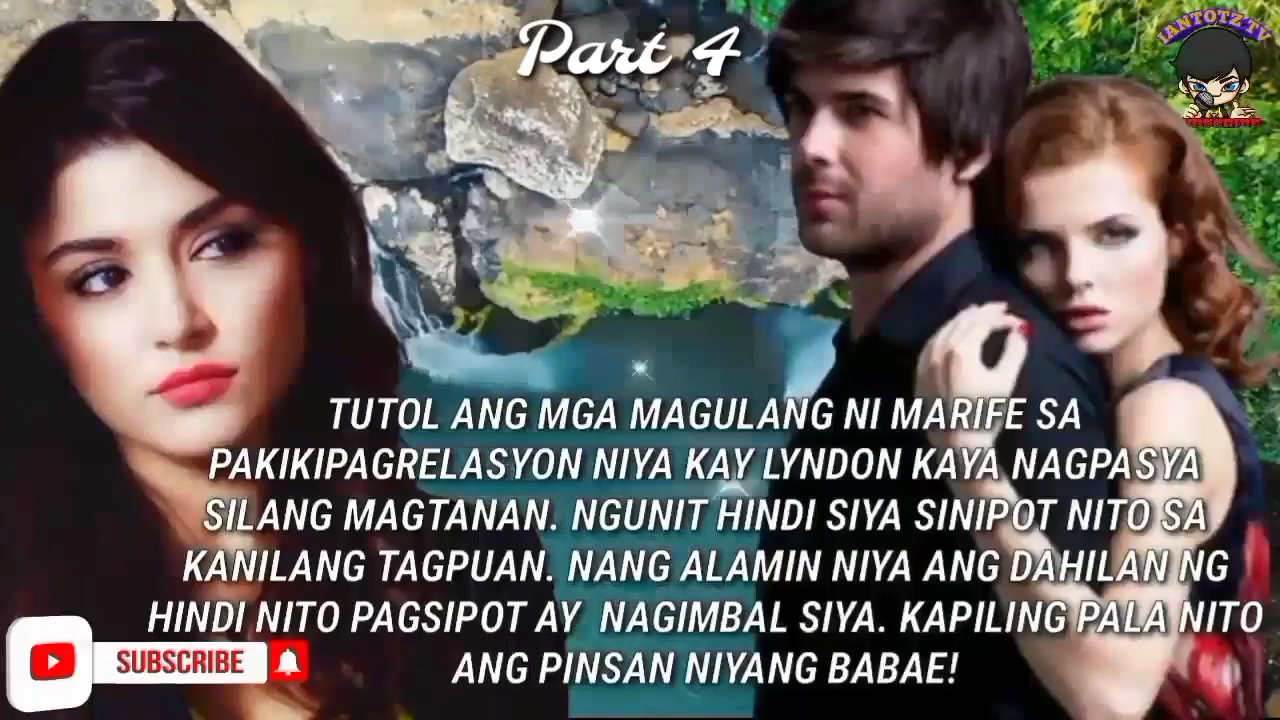 Part 4
IANTOTZ TV
TUTOL ANG MGA MAGULANG NI MARIFE SA
PAKIKIPAGRELASYON NIYA KAY LYNDON KAYA NAGPASYA
SILANG MAGTANAN. NGUNIT HINDI SIYA SINIPOT NITO SA
KANILANG TAGPUAN. NANG ALAMIN NIYA ANG DAHILAN NG
HINDI NITO PAGSIPOT AY NAGIMBAL SIYA. KAPILING PALA NITO
ANG PINSAN NIYANG BABAE!
SUBSCRIBE